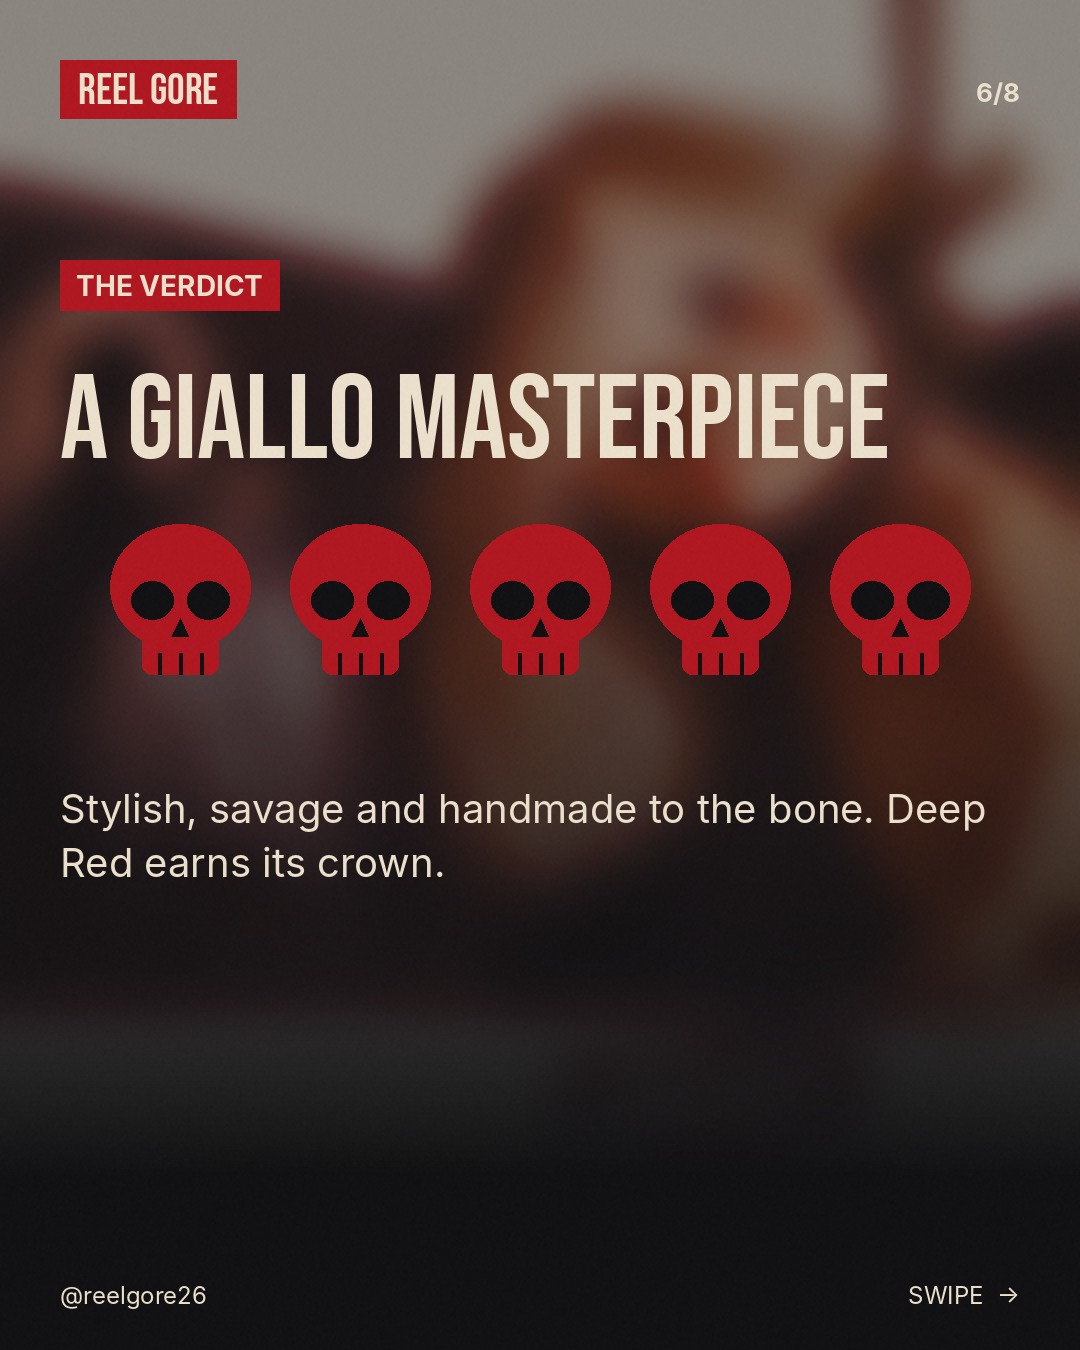 REEL GORE
6/8
THE VERDICT
A GIALLO MASTERPIECE
Stylish, savage and handmade to the bone. Deep
Red earns its crown.
@reelgore26
SWIPE →